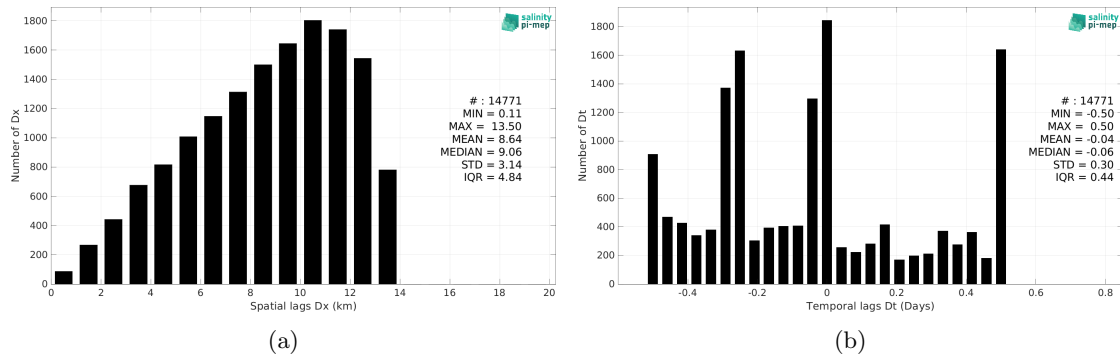 1800
1600
1400
1200
1000
800
600
400
200
0
Number of Dx
salinity
pi-mep
# : 14771
MIN = 0.11
MAX = 13.50
MEAN = 8.64
MEDIAN = 9.06
STD = 3.14
IQR = 4.84
0 2 4 6 8 10 12 14 16 18 20
Spatial lags Dx (km)
(a)
1800
1600
1400
1200
1000
800
600
400
200
0
Number of Dt
salinity
pi-mep
# : 14771
MIN = -0.50
MAX = 0.50
MEAN = -0.04
MEDIAN = -0.06
STD = 0.30
IQR = 0.44
-0.4 -0.2 0 0.2 0.4 0.6 0.8
Temporal lags Dt (Days)
(b)